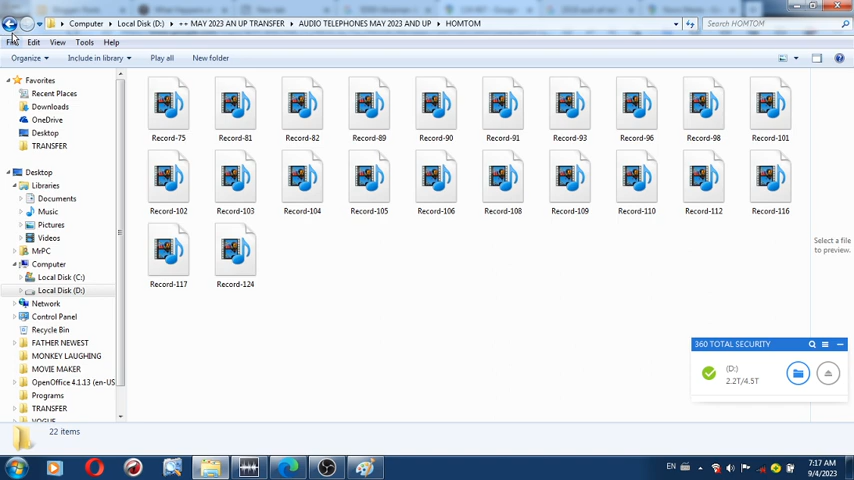 Computer ▸ Local Disk (D:) ▸ ++ MAY 2023 AN UP TRANSFER ▸ AUDIO TELEPHONES MAY 2023 AND UP ▸ HOMTOM
Search HOMTOM
File Edit View Tools Help
Organize Include in library Play all New folder
Favorites
Recent Places
Downloads
OneDrive
Desktop
TRANSFER
Desktop
Libraries
Documents
Music
Pictures
Videos
MrPC
Computer
Local Disk (C:)
Local Disk (D:)
Network
Control Panel
Recycle Bin
FATHER NEWEST
MONKEY LAUGHING
MOVIE MAKER
OpenOffice 4.1.13 (en-US
Programs
TRANSFER
VOGUE
Record-75 Record-81 Record-82 Record-89 Record-90 Record-91 Record-93 Record-96 Record-98 Record-101
Record-102 Record-103 Record-104 Record-105 Record-106 Record-108 Record-109 Record-110 Record-112 Record-116
Record-117 Record-124
Select a file
to preview.
360 TOTAL SECURITY
(D:)
2.2T/4.5T
22 items
EN
7:17 AM
9/4/2023